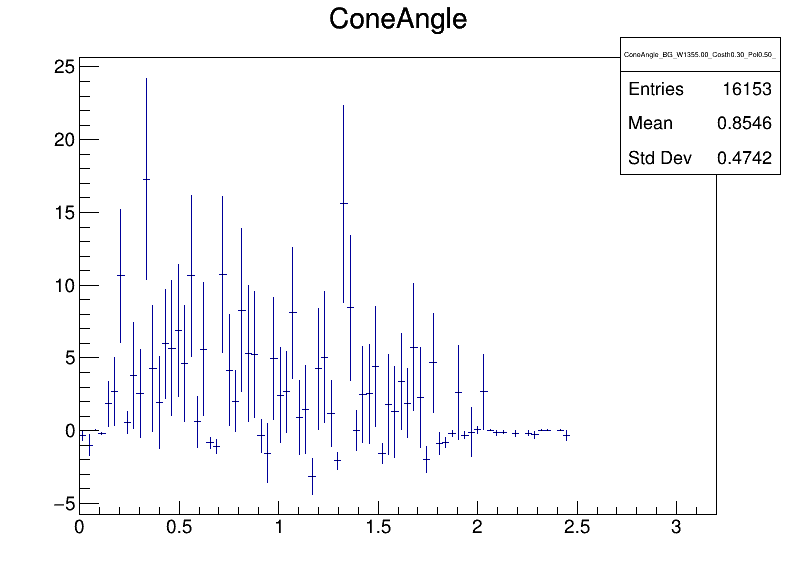 ConeAngle
ConeAngle_BG_W1355.00_Costh0.30_Pol0.50_
Entries 16153
Mean 0.8546
Std Dev 0.4742
25
20
15
10
5
0
−5
0 0.5 1 1.5 2 2.5 3